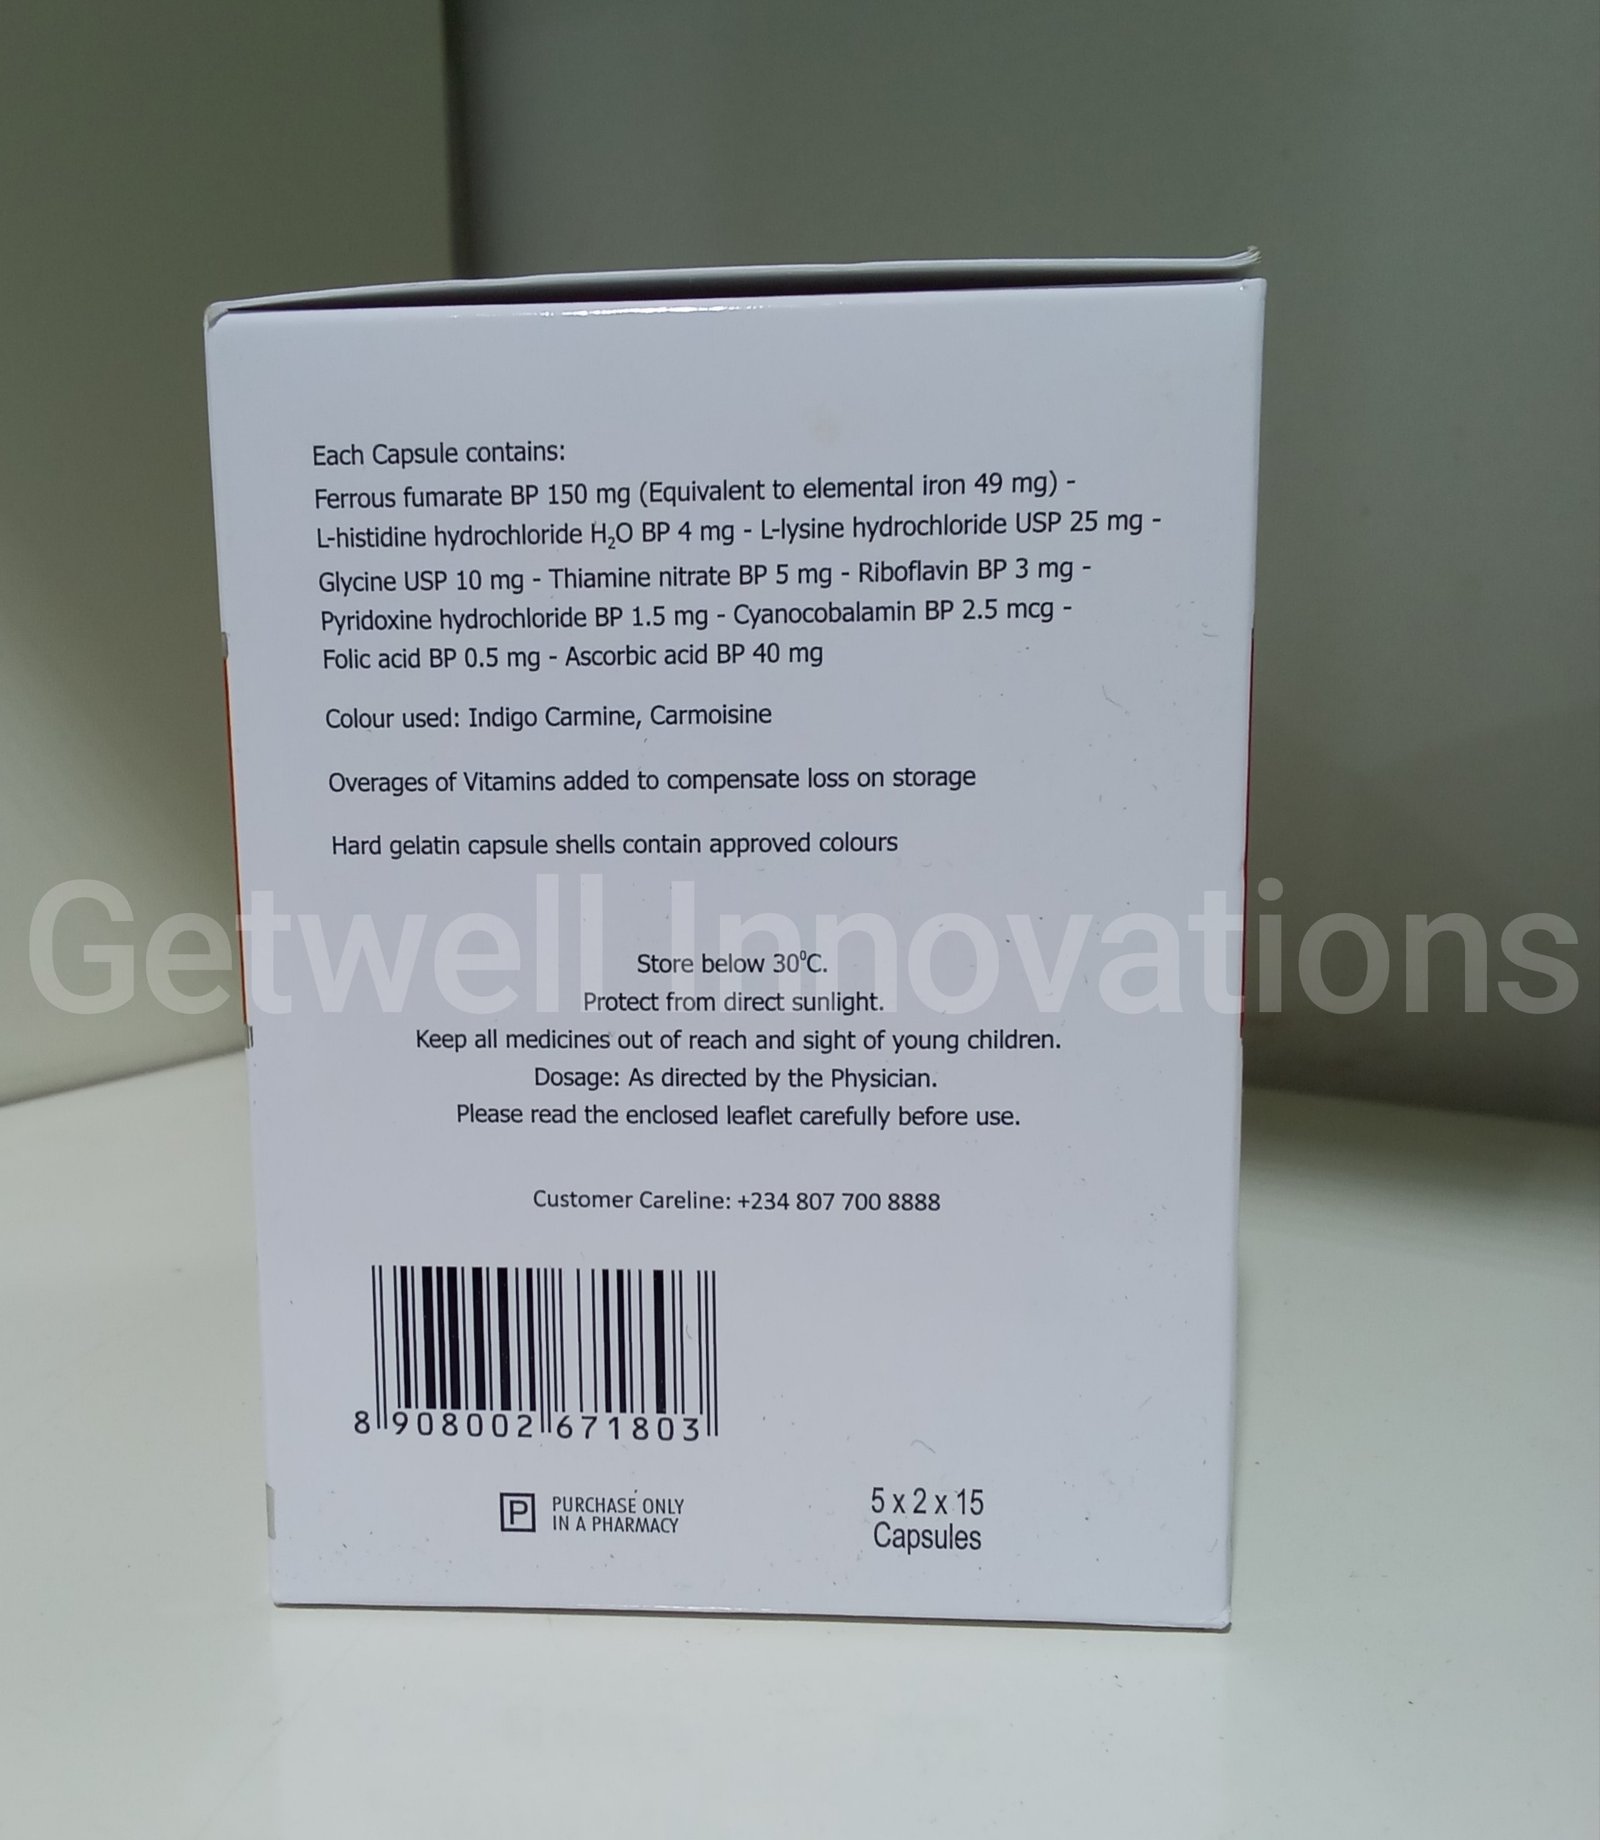 Each Capsule contains:
Ferrous fumarate BP 150 mg (Equivalent to elemental iron 49 mg) -
L-histidine hydrochloride H₂O BP 4 mg - L-lysine hydrochloride USP 25 mg -
Glycine USP 10 mg - Thiamine nitrate BP 5 mg - Riboflavin BP 3 mg -
Pyridoxine hydrochloride BP 1.5 mg - Cyanocobalamin BP 2.5 mcg -
Folic acid BP 0.5 mg - Ascorbic acid BP 40 mg
Colour used: Indigo Carmine, Carmoisine
Overages of Vitamins added to compensate loss on storage
Hard gelatin capsule shells contain approved colours
Getwell Innovations
Store below 30⁰C.
Protect from direct sunlight.
Keep all medicines out of reach and sight of young children.
Dosage: As directed by the Physician.
Please read the enclosed leaflet carefully before use.
Customer Careline: +234 807 700 8888
8 908002 671803
P PURCHASE ONLY
IN A PHARMACY
5 x 2 x 15
Capsules